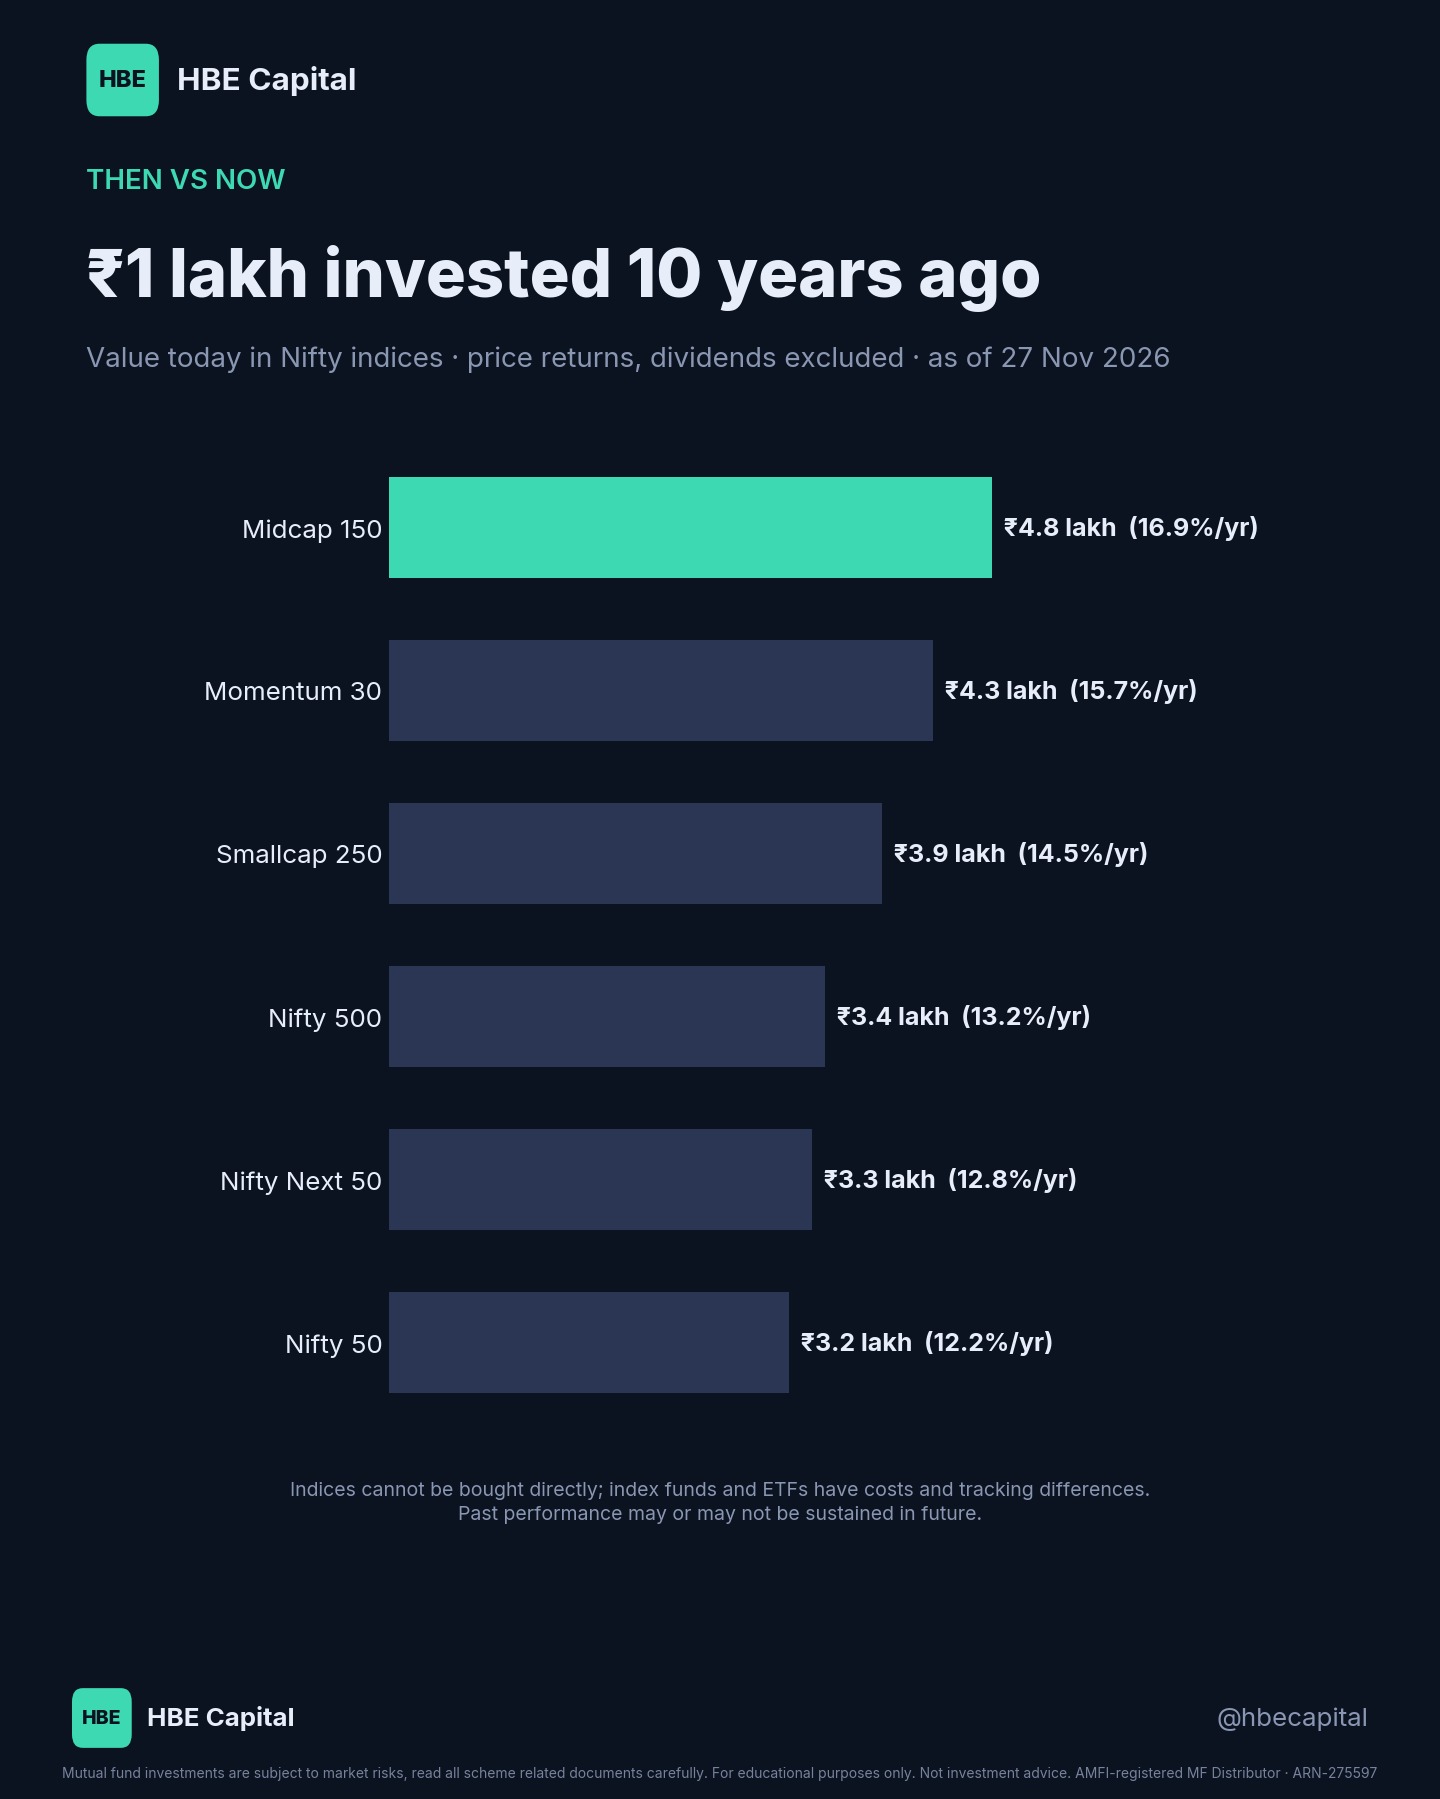 HBE HBE Capital
THEN VS NOW
₹1 lakh invested 10 years ago
Value today in Nifty indices · price returns, dividends excluded · as of 27 Nov 2026
Midcap 150 ₹4.8 lakh (16.9%/yr)
Momentum 30 ₹4.3 lakh (15.7%/yr)
Smallcap 250 ₹3.9 lakh (14.5%/yr)
Nifty 500 ₹3.4 lakh (13.2%/yr)
Nifty Next 50 ₹3.3 lakh (12.8%/yr)
Nifty 50 ₹3.2 lakh (12.2%/yr)
Indices cannot be bought directly; index funds and ETFs have costs and tracking differences.
Past performance may or may not be sustained in future.
HBE HBE Capital @hbecapital
Mutual fund investments are subject to market risks, read all scheme related documents carefully. For educational purposes only. Not investment advice. AMFI-registered MF Distributor · ARN-275597